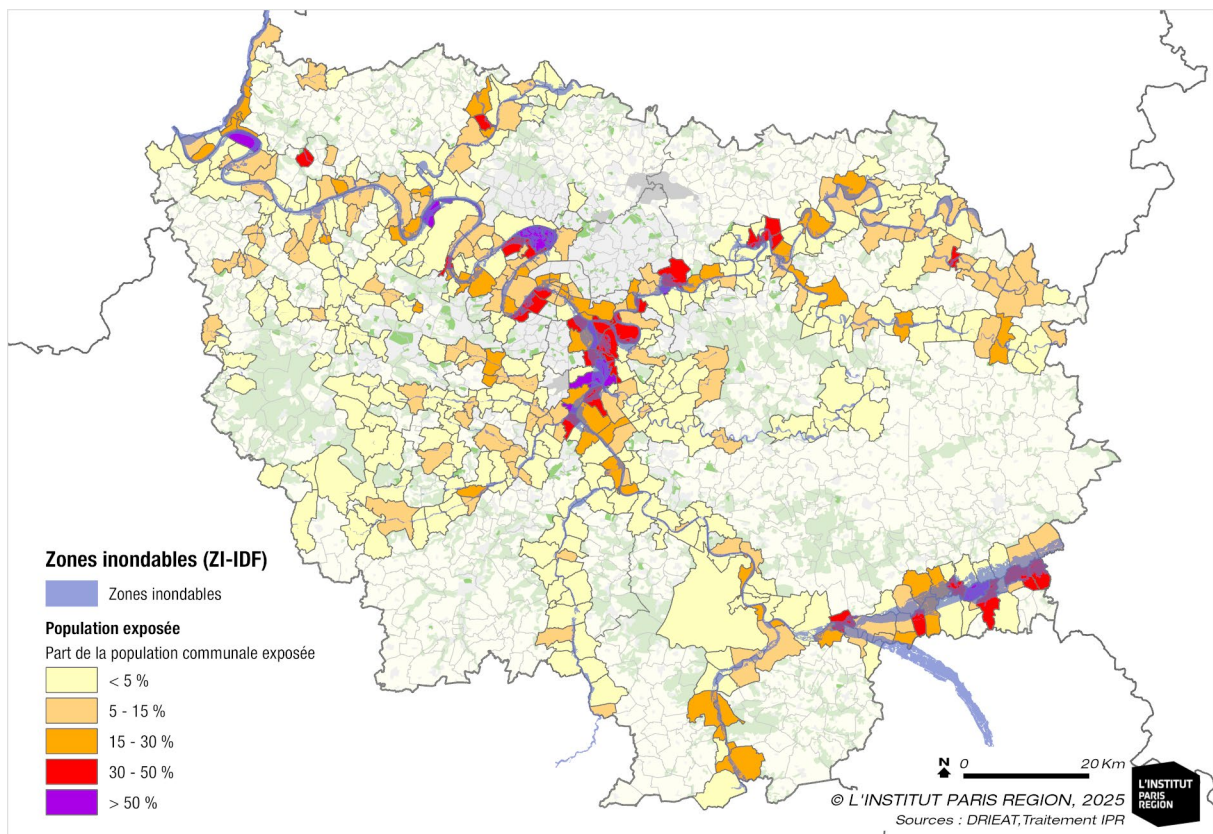 Zones inondables (ZI-IDF)
Zones inondables
Population exposée
Part de la population communale exposée
< 5 %
5 - 15 %
15 - 30 %
30 - 50 %
> 50 %
N 0 20 Km
© L'INSTITUT PARIS REGION, 2025
Sources : DRIEAT,Traitement IPR
L'INSTITUT
PARIS
REGION